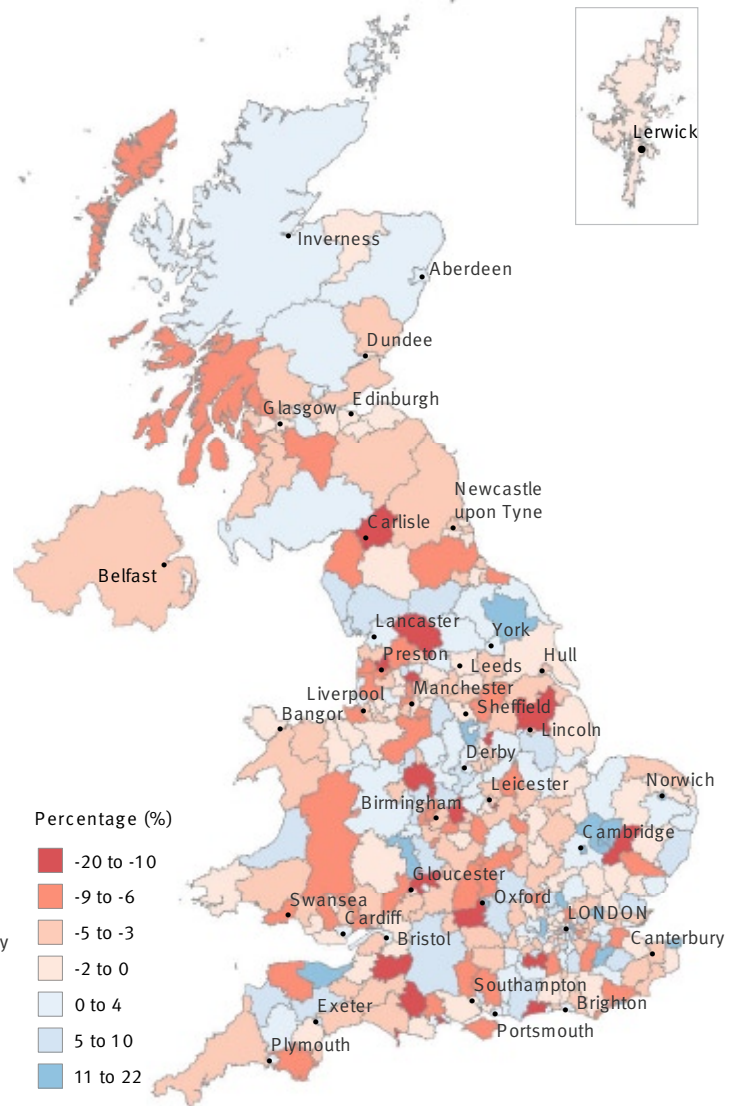 Lerwick
Inverness
Aberdeen
Dundee
Edinburgh
Glasgow
Newcastle
upon Tyne
Carlisle
Belfast
Lancaster
York
Preston
Hull
Leeds
Liverpool
Manchester
Bangor
Sheffield
Lincoln
Derby
Norwich
Leicester
Birmingham
Cambridge
Gloucester
Oxford
Swansea
LONDON
Cardiff
Canterbury
Bristol
Southampton
Exeter
Brighton
Portsmouth
Plymouth
Percentage (%)
-20 to -10
-9 to -6
-5 to -3
y
-2 to 0
0 to 4
5 to 10
11 to 22